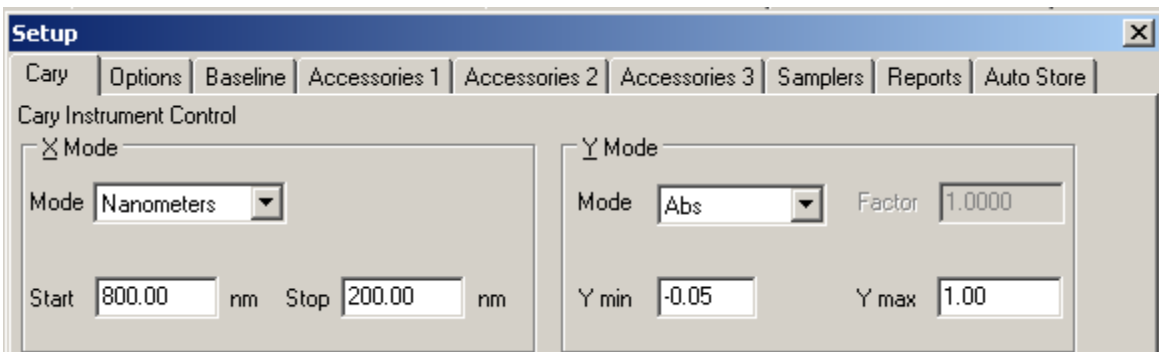 Setup
Cary Options Baseline Accessories 1 Accessories 2 Accessories 3 Samplers Reports Auto Store
Cary Instrument Control
X Mode
Mode Nanometers
Start 800.00 nm Stop 200.00 nm
Y Mode
Mode Abs Factor 1.0000
Y min -0.05 Y max 1.00